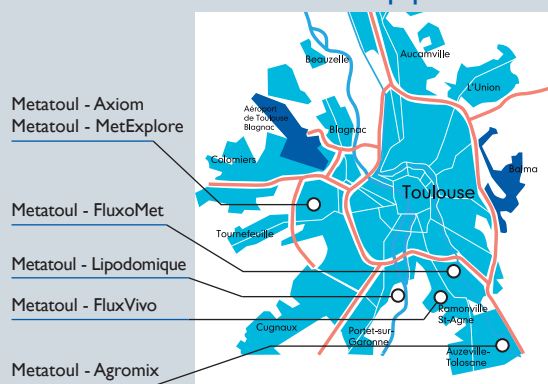 Metatoul - Axiom
Metatoul - MetExplore
Metatoul - FluxoMet
Metatoul - Lipodomique
Metatoul - FluxVivo
Metatoul - Agromix
Beauzelle
Aucamville
L'Union
Aéroport
de Toulouse
Blagnac
Blagnac
Colomiers
Balma
Toulouse
Tournefeuille
Cugnaux
Portet-sur-
Garonne
Ramonville
St-Agne
Auzeville-
Tolosane